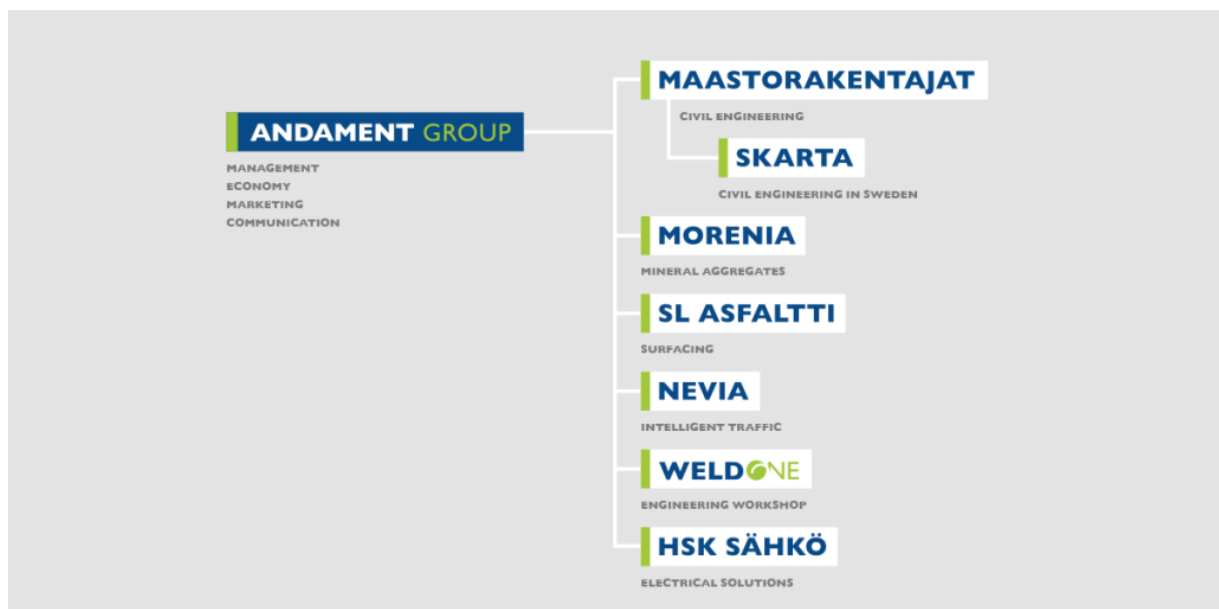 ANDAMENT GROUP
MANAGEMENT
ECONOMY
MARKETING
COMMUNICATION
MAASTORAKENTAJAT
CIVIL ENGINEERING
SKARTA
CIVIL ENGINEERING IN SWEDEN
MORENIA
MINERAL AGGREGATES
SL ASFALTTI
SURFACING
NEVIA
INTELLIGENT TRAFFIC
WELDONE
ENGINEERING WORKSHOP
HSK SÄHKÖ
ELECTRICAL SOLUTIONS